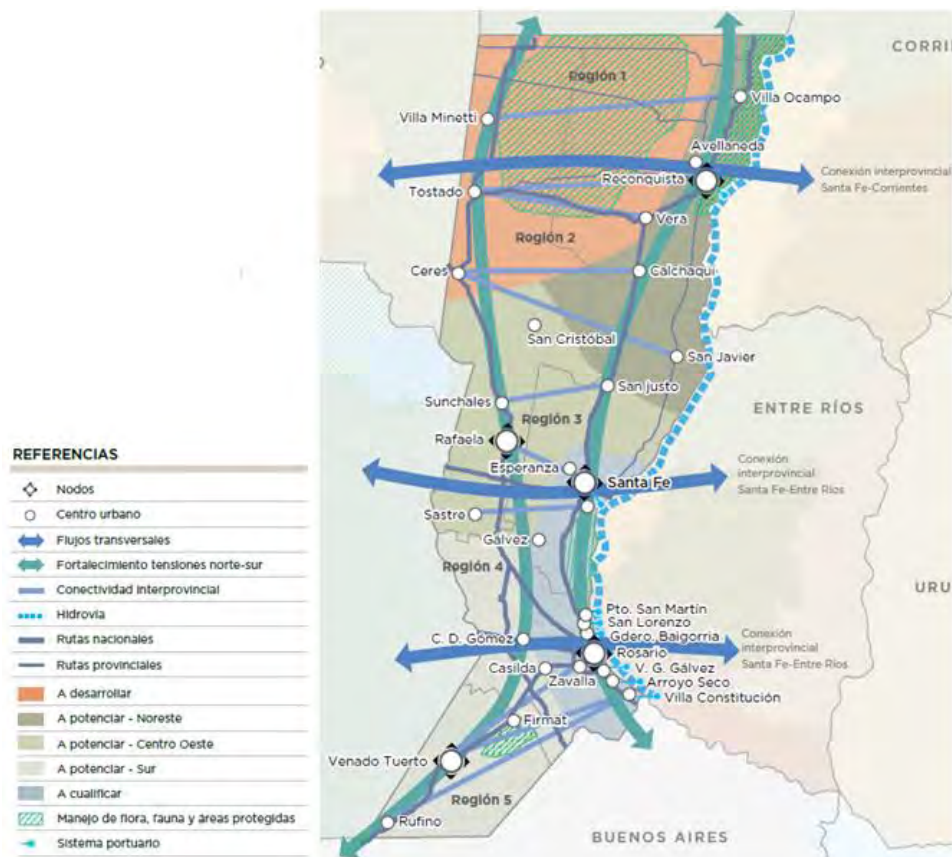 CORRI
Región 1
Villa Ocampo
Villa Minetti
Avellaneda
Conexión interprovincial
Santa Fe-Corrientes
Reconquista
Tostado
Vera
Región 2
Ceres
Calchaquí
San Cristóbal
San Javier
San justo
Sunchales
ENTRE RÍOS
Región 3
Rafaela
REFERENCIAS
Esperanza
Conexión
interprovincial
Santa Fe-Entre Ríos
Santa Fe
Nodos
Centro urbano
Sastre
Flujos transversales
Gálvez
Fortalecimiento tensiones norte-sur
Región 4
URU
Conectividad interprovincial
Hidrovía
Pto. San Martín
San Lorenzo
Gdero. Baigorria
Rutas nacionales
C. D. Gómez
Conexión
interprovincial
Santa Fe-Entre Ríos
Rosario
Rutas provinciales
Casilda
V. G. Gálvez
Zavalla
Arroyo Seco
A desarrollar
Villa Constitución
A potenciar - Noreste
Firmat
A potenciar - Centro Oeste
Venado Tuerto
A potenciar - Sur
A cualificar
Región 5
Manejo de flora, fauna y áreas protegidas
Rufino
Sistema portuario
BUENOS AIRES